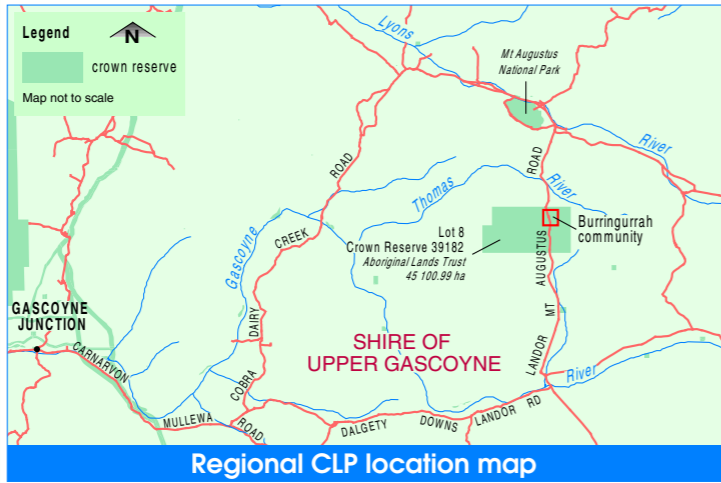 Legend
N
crown reserve
Map not to scale
Lyons
Mt Augustus
National Park
River
ROAD
ROAD
Thomas
River
Gascoyne
CREEK
Lot 8
Crown Reserve 39182
Aboriginal Lands Trust
45 100.99 ha
Burringurrah
community
AUGUSTUS
MT
LANDOR
GASCOYNE
JUNCTION
DAIRY
SHIRE OF
UPPER GASCOYNE
CARNARVON
COBRA
River
MULLEWA
ROAD
DALGETY
DOWNS
LANDOR RD
Regional CLP location map